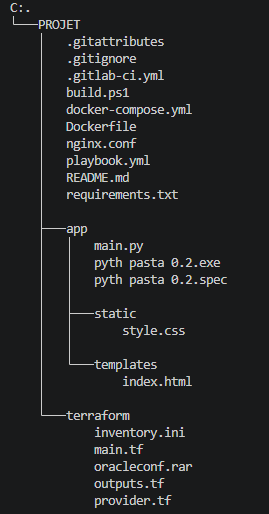 C:.
└───PROJET
    │   .gitattributes
    │   .gitignore
    │   .gitlab-ci.yml
    │   build.ps1
    │   docker-compose.yml
    │   Dockerfile
    │   nginx.conf
    │   playbook.yml
    │   README.md
    │   requirements.txt
    │
    ├───app
    │   │   main.py
    │   │   pyth pasta 0.2.exe
    │   │   pyth pasta 0.2.spec
    │   │
    │   ├───static
    │   │       style.css
    │   │
    │   └───templates
    │           index.html
    │
    └───terraform
            inventory.ini
            main.tf
            oracleconf.rar
            outputs.tf
            provider.tf